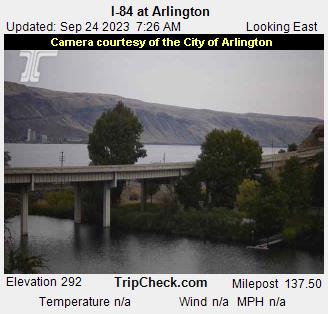 I-84 at Arlington
Updated: Sep 24 2023 7:26 AM Looking East
Camera courtesy of the City of Arlington
Elevation 292 TripCheck.com Milepost 137.50
Temperature n/a Wind n/a MPH n/a